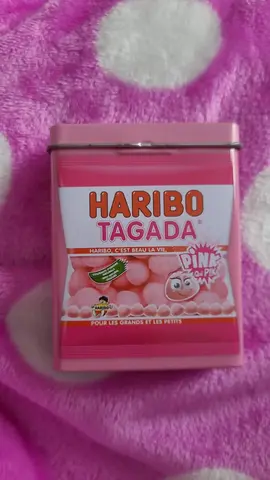 HARIBO
TAGADA
HARIBO, C'EST BEAU LA VIE,
PINK
POUR LES GRANDS ET LES PETITS